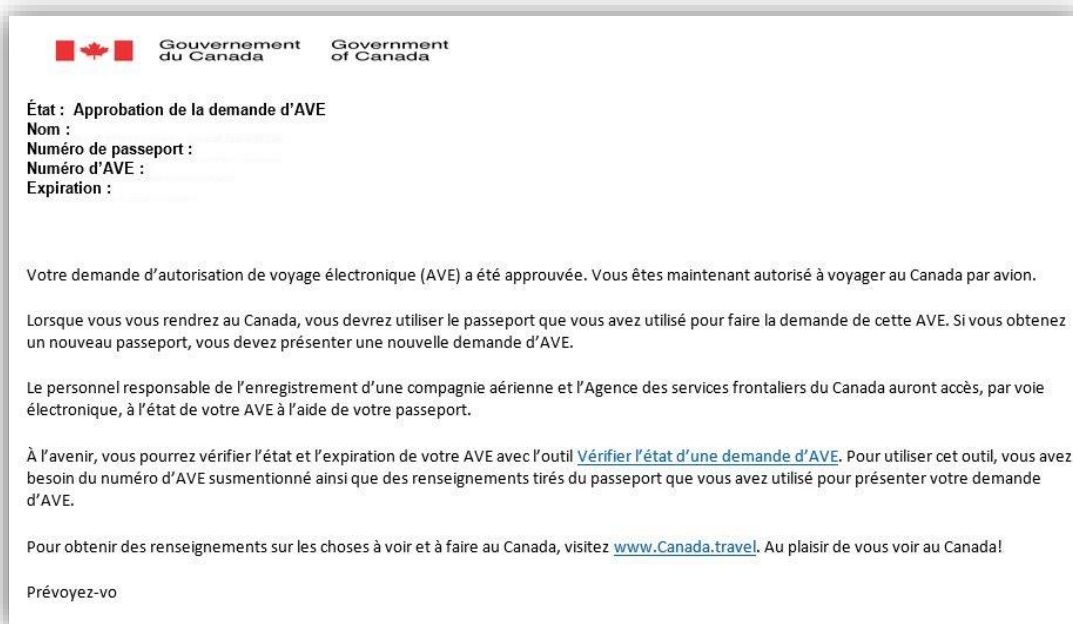 Gouvernement du Canada
Government of Canada
État : Approbation de la demande d’AVE
Nom :
Numéro de passeport :
Numéro d’AVE :
Expiration :
Votre demande d’autorisation de voyage électronique (AVE) a été approuvée. Vous êtes maintenant autorisé à voyager au Canada par avion.
Lorsque vous vous rendrez au Canada, vous devrez utiliser le passeport que vous avez utilisé pour faire la demande de cette AVE. Si vous obtenez
un nouveau passeport, vous devez présenter une nouvelle demande d’AVE.
Le personnel responsable de l’enregistrement d’une compagnie aérienne et l’Agence des services frontaliers du Canada auront accès, par voie
électronique, à l’état de votre AVE à l’aide de votre passeport.
À l’avenir, vous pourrez vérifier l’état et l’expiration de votre AVE avec l’outil Vérifier l’état d’une demande d’AVE. Pour utiliser cet outil, vous avez
besoin du numéro d’AVE susmentionné ainsi que des renseignements tirés du passeport que vous avez utilisé pour présenter votre demande
d’AVE.
Pour obtenir des renseignements sur les choses à voir et à faire au Canada, visitez www.Canada.travel. Au plaisir de vous voir au Canada!
Prévoyez-vo